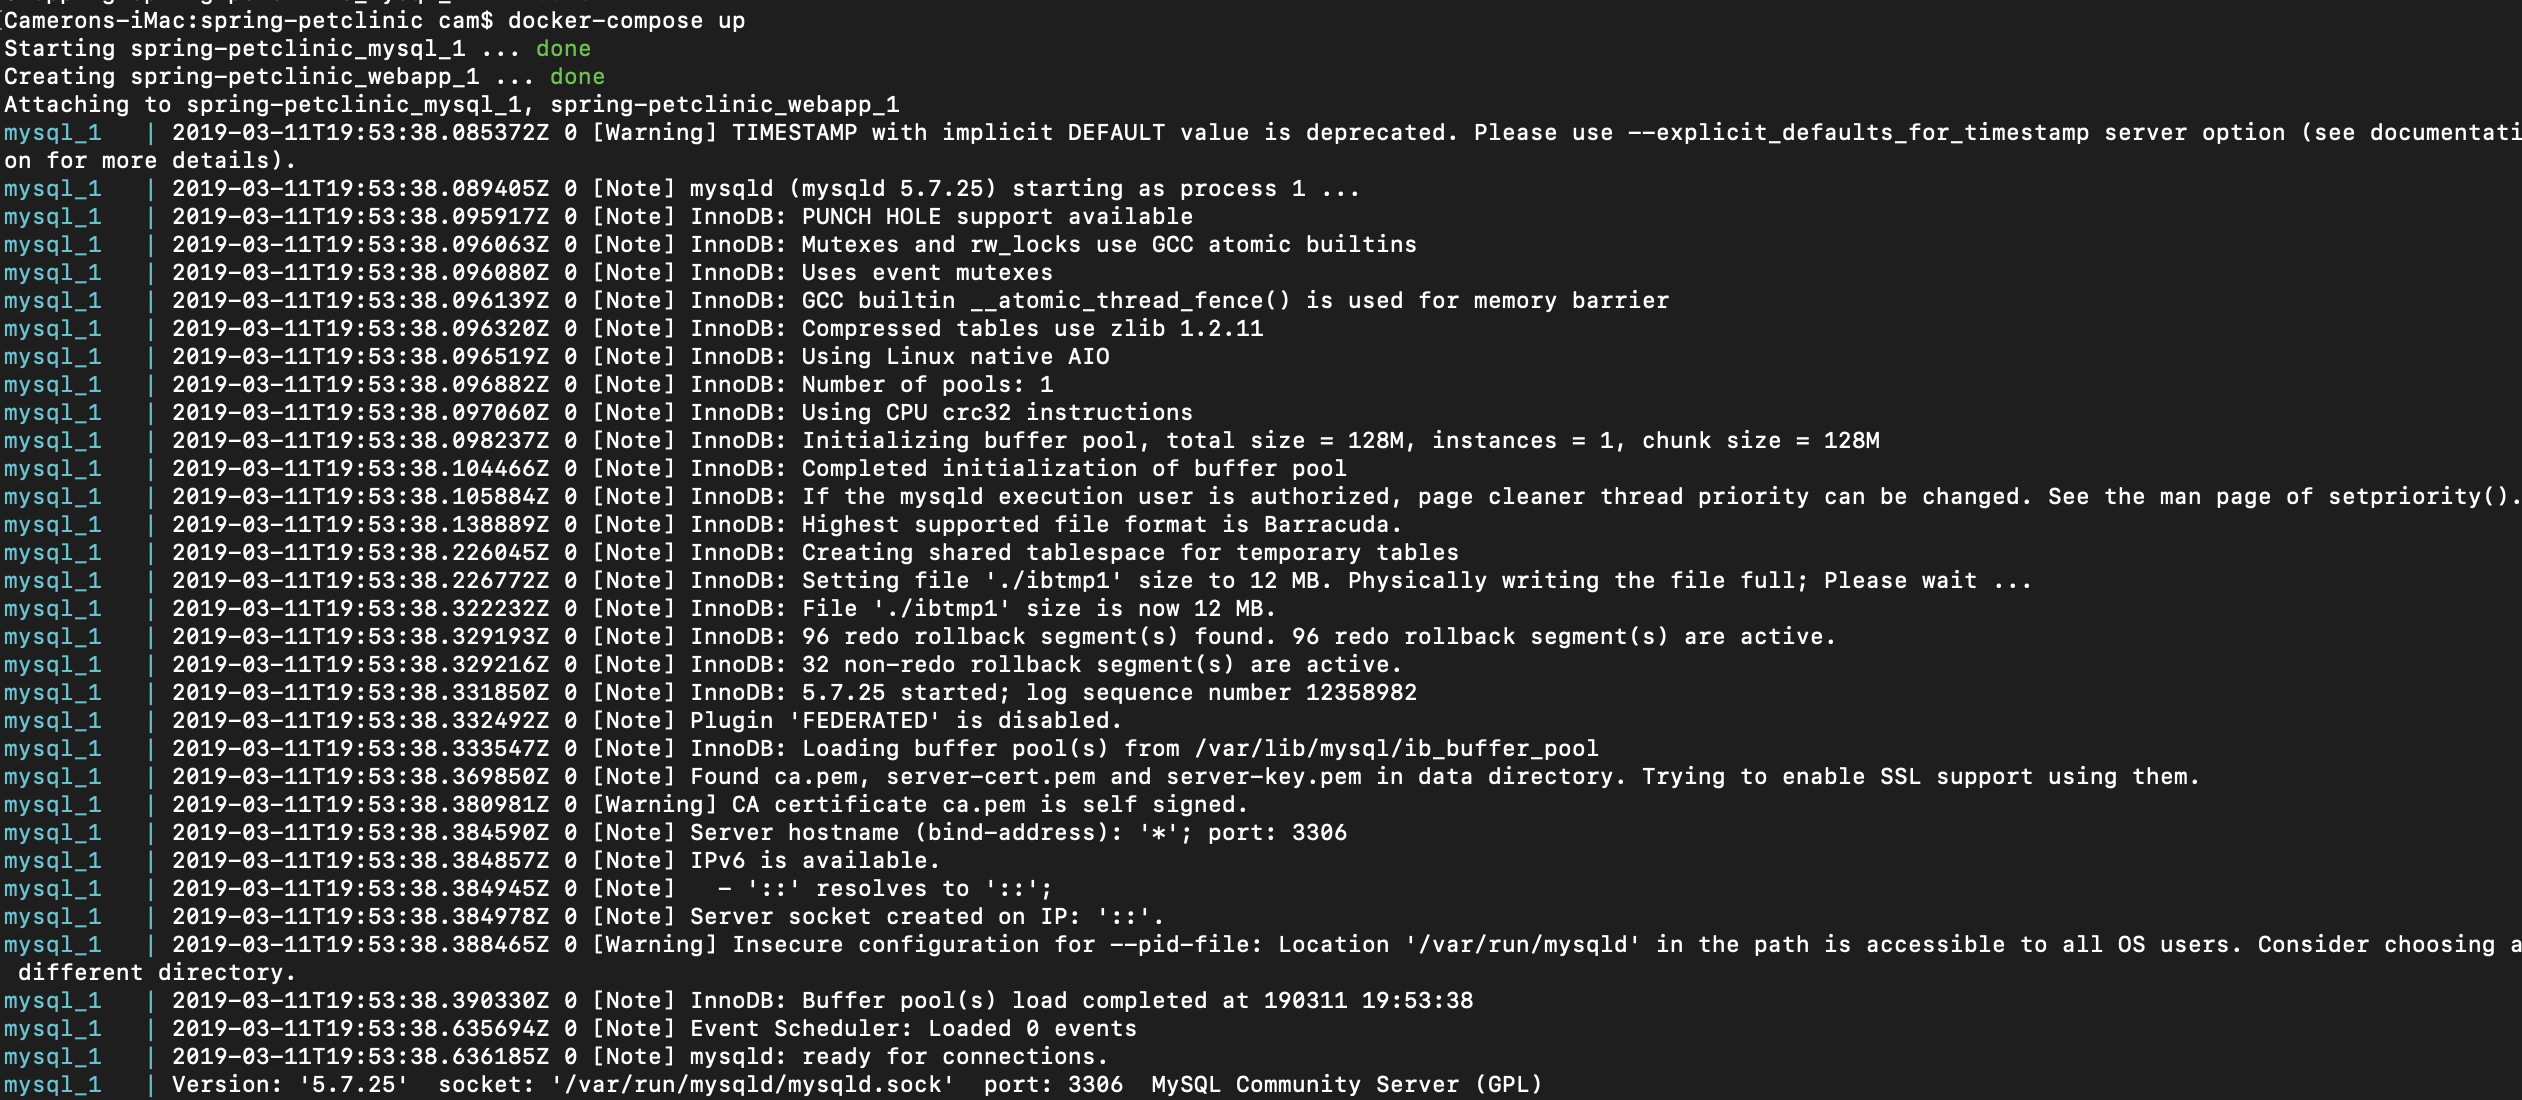 Camerons-iMac:spring-petclinic cam$ docker-compose up
Starting spring-petclinic_mysql_1 ... done
Creating spring-petclinic_webapp_1 ... done
Attaching to spring-petclinic_mysql_1, spring-petclinic_webapp_1
mysql_1   | 2019-03-11T19:53:38.085372Z 0 [Warning] TIMESTAMP with implicit DEFAULT value is deprecated. Please use --explicit_defaults_for_timestamp server option (see documentati
on for more details).
mysql_1   | 2019-03-11T19:53:38.089405Z 0 [Note] mysqld (mysqld 5.7.25) starting as process 1 ...
mysql_1   | 2019-03-11T19:53:38.095917Z 0 [Note] InnoDB: PUNCH HOLE support available
mysql_1   | 2019-03-11T19:53:38.096063Z 0 [Note] InnoDB: Mutexes and rw_locks use GCC atomic builtins
mysql_1   | 2019-03-11T19:53:38.096080Z 0 [Note] InnoDB: Uses event mutexes
mysql_1   | 2019-03-11T19:53:38.096139Z 0 [Note] InnoDB: GCC builtin __atomic_thread_fence() is used for memory barrier
mysql_1   | 2019-03-11T19:53:38.096320Z 0 [Note] InnoDB: Compressed tables use zlib 1.2.11
mysql_1   | 2019-03-11T19:53:38.096519Z 0 [Note] InnoDB: Using Linux native AIO
mysql_1   | 2019-03-11T19:53:38.096882Z 0 [Note] InnoDB: Number of pools: 1
mysql_1   | 2019-03-11T19:53:38.097060Z 0 [Note] InnoDB: Using CPU crc32 instructions
mysql_1   | 2019-03-11T19:53:38.098237Z 0 [Note] InnoDB: Initializing buffer pool, total size = 128M, instances = 1, chunk size = 128M
mysql_1   | 2019-03-11T19:53:38.104466Z 0 [Note] InnoDB: Completed initialization of buffer pool
mysql_1   | 2019-03-11T19:53:38.105884Z 0 [Note] InnoDB: If the mysqld execution user is authorized, page cleaner thread priority can be changed. See the man page of setpriority().
mysql_1   | 2019-03-11T19:53:38.138889Z 0 [Note] InnoDB: Highest supported file format is Barracuda.
mysql_1   | 2019-03-11T19:53:38.226045Z 0 [Note] InnoDB: Creating shared tablespace for temporary tables
mysql_1   | 2019-03-11T19:53:38.226772Z 0 [Note] InnoDB: Setting file './ibtmp1' size to 12 MB. Physically writing the file full; Please wait ...
mysql_1   | 2019-03-11T19:53:38.322232Z 0 [Note] InnoDB: File './ibtmp1' size is now 12 MB.
mysql_1   | 2019-03-11T19:53:38.329193Z 0 [Note] InnoDB: 96 redo rollback segment(s) found. 96 redo rollback segment(s) are active.
mysql_1   | 2019-03-11T19:53:38.329216Z 0 [Note] InnoDB: 32 non-redo rollback segment(s) are active.
mysql_1   | 2019-03-11T19:53:38.331850Z 0 [Note] InnoDB: 5.7.25 started; log sequence number 12358982
mysql_1   | 2019-03-11T19:53:38.332492Z 0 [Note] Plugin 'FEDERATED' is disabled.
mysql_1   | 2019-03-11T19:53:38.333547Z 0 [Note] InnoDB: Loading buffer pool(s) from /var/lib/mysql/ib_buffer_pool
mysql_1   | 2019-03-11T19:53:38.369850Z 0 [Note] Found ca.pem, server-cert.pem and server-key.pem in data directory. Trying to enable SSL support using them.
mysql_1   | 2019-03-11T19:53:38.380981Z 0 [Warning] CA certificate ca.pem is self signed.
mysql_1   | 2019-03-11T19:53:38.384590Z 0 [Note] Server hostname (bind-address): '*'; port: 3306
mysql_1   | 2019-03-11T19:53:38.384857Z 0 [Note] IPv6 is available.
mysql_1   | 2019-03-11T19:53:38.384945Z 0 [Note]   - '::' resolves to '::';
mysql_1   | 2019-03-11T19:53:38.384978Z 0 [Note] Server socket created on IP: '::'.
mysql_1   | 2019-03-11T19:53:38.388465Z 0 [Warning] Insecure configuration for --pid-file: Location '/var/run/mysqld' in the path is accessible to all OS users. Consider choosing a
 different directory.
mysql_1   | 2019-03-11T19:53:38.390330Z 0 [Note] InnoDB: Buffer pool(s) load completed at 190311 19:53:38
mysql_1   | 2019-03-11T19:53:38.635694Z 0 [Note] Event Scheduler: Loaded 0 events
mysql_1   | 2019-03-11T19:53:38.636185Z 0 [Note] mysqld: ready for connections.
mysql_1   | Version: '5.7.25'  socket: '/var/run/mysqld/mysqld.sock'  port: 3306  MySQL Community Server (GPL)